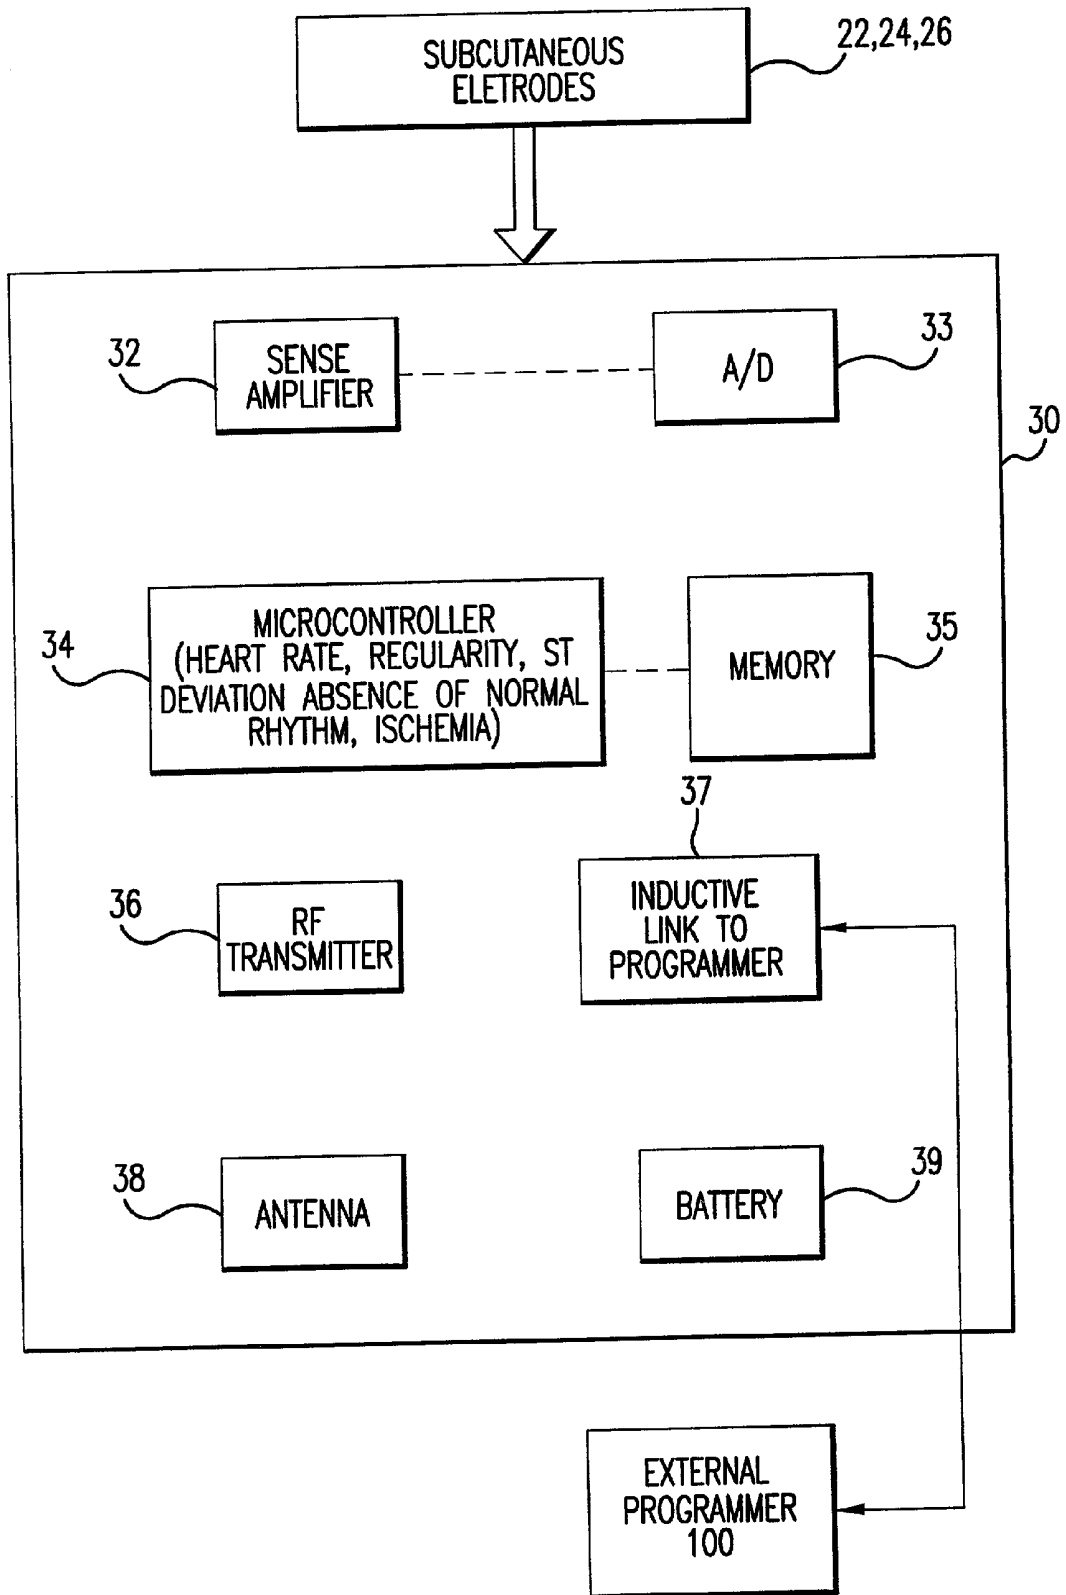 SUBCUTANEOUS
ELETRODES
22,24,26
32
SENSE
AMPLIFIER
A/D
33
30
34
MICROCONTROLLER
(HEART RATE, REGULARITY, ST
DEVIATION ABSENCE OF NORMAL
RHYTHM, ISCHEMIA)
MEMORY
35
36
RF
TRANSMITTER
37
INDUCTIVE
LINK TO
PROGRAMMER
38
ANTENNA
BATTERY
39
EXTERNAL
PROGRAMMER
100